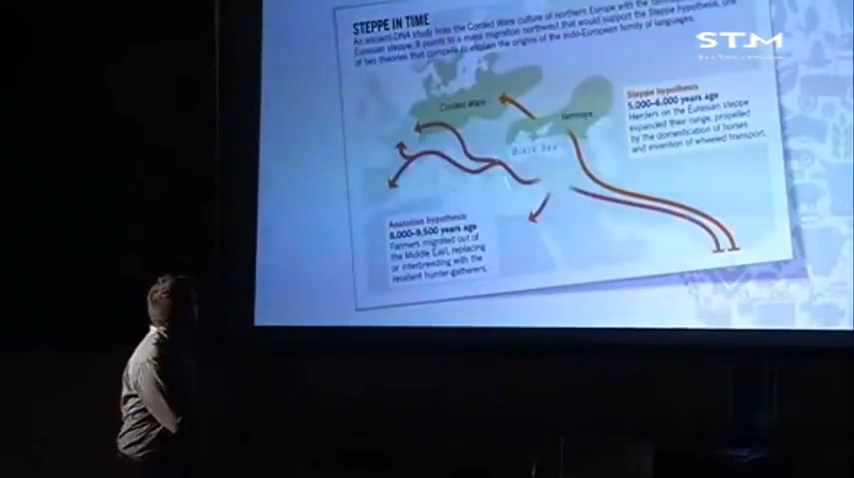 STEPPE IN TIME
An ancient-DNA study links the Corded Ware culture of northern Europe with the
Eurasian steppe. It points to a major migration northwest that would support the Steppe hypothesis, one
of two theories that compete to explain the origins of the Indo-European family of languages.
STM
Corded Ware
Yamnaya
Black Sea
Steppe hypothesis
5,000–6,000 years ago
Herders on the Eurasian steppe
expanded their range, propelled
by the domestication of horses
and invention of wheeled transport.
Anatolian hypothesis
8,000–9,500 years ago
Farmers migrated out of
the Middle East, replacing
or interbreeding with the
resident hunter-gatherers.